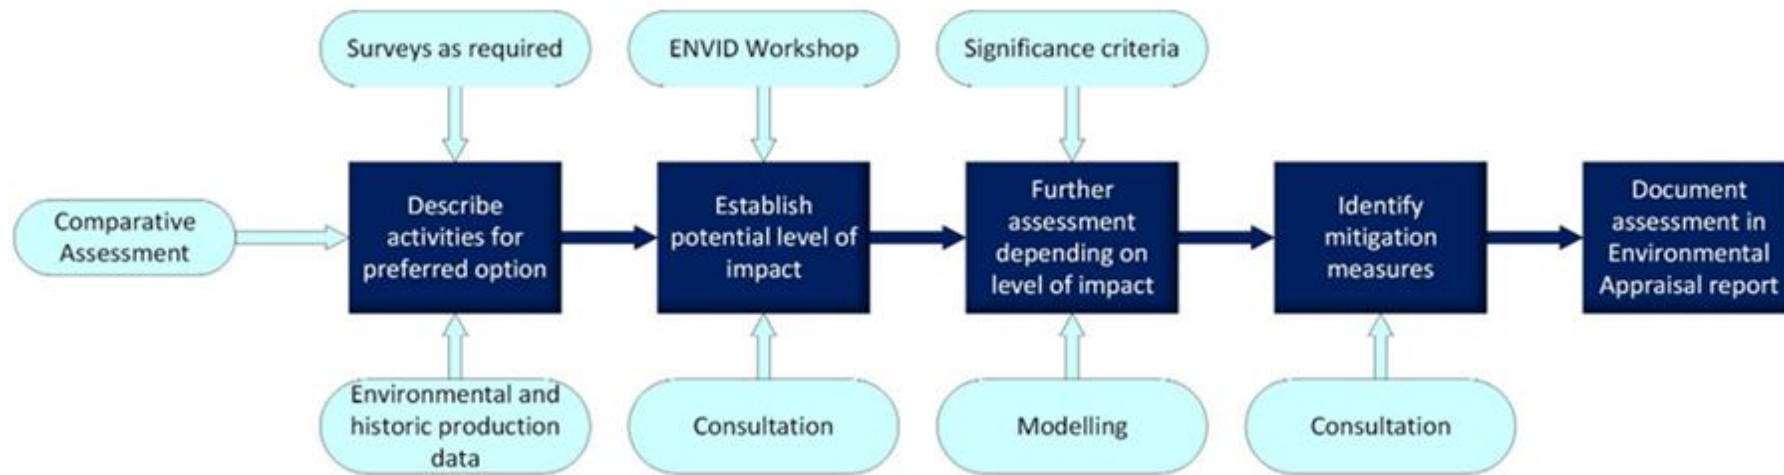 Surveys as required
ENVID Workshop
Significance criteria
Comparative
Assessment
Describe
activities for
preferred option
Establish
potential level of
impact
Further
assessment
depending on
level of impact
Identify
mitigation
measures
Document
assessment in
Environmental
Appraisal report
Environmental and
historic production
data
Consultation
Modelling
Consultation